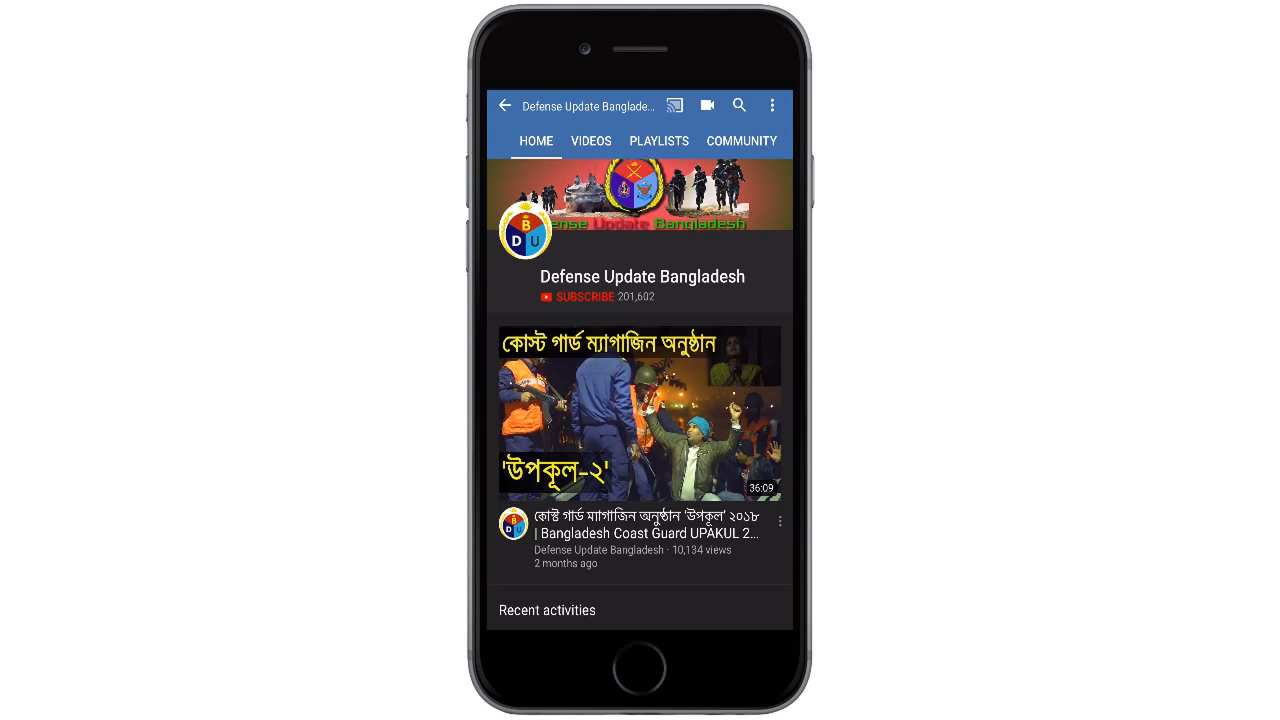 Defense Update Banglade...
HOME VIDEOS PLAYLISTS COMMUNITY
ense Update Bangladesh
B
D U
Defense Update Bangladesh
SUBSCRIBE 201,602
কোস্ট গার্ড ম্যাগাজিন অনুষ্ঠান
'উপকূল-২'
36:09
কোস্ট গার্ড ম্যাগাজিন অনুষ্ঠান ‘উপকূল’ ২০১৮
| Bangladesh Coast Guard UPAKUL 2...
Defense Update Bangladesh · 10,134 views
2 months ago
B
D U
Recent activities